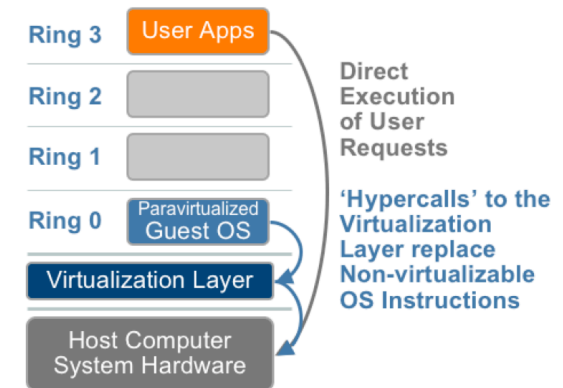 Ring 3
User Apps
Ring 2
Ring 1
Ring 0
Paravirtualized
Guest OS
Virtualization Layer
Host Computer
System Hardware
Direct
Execution
of User
Requests
‘Hypercalls’ to the
Virtualization
Layer replace
Non-virtualizable
OS Instructions